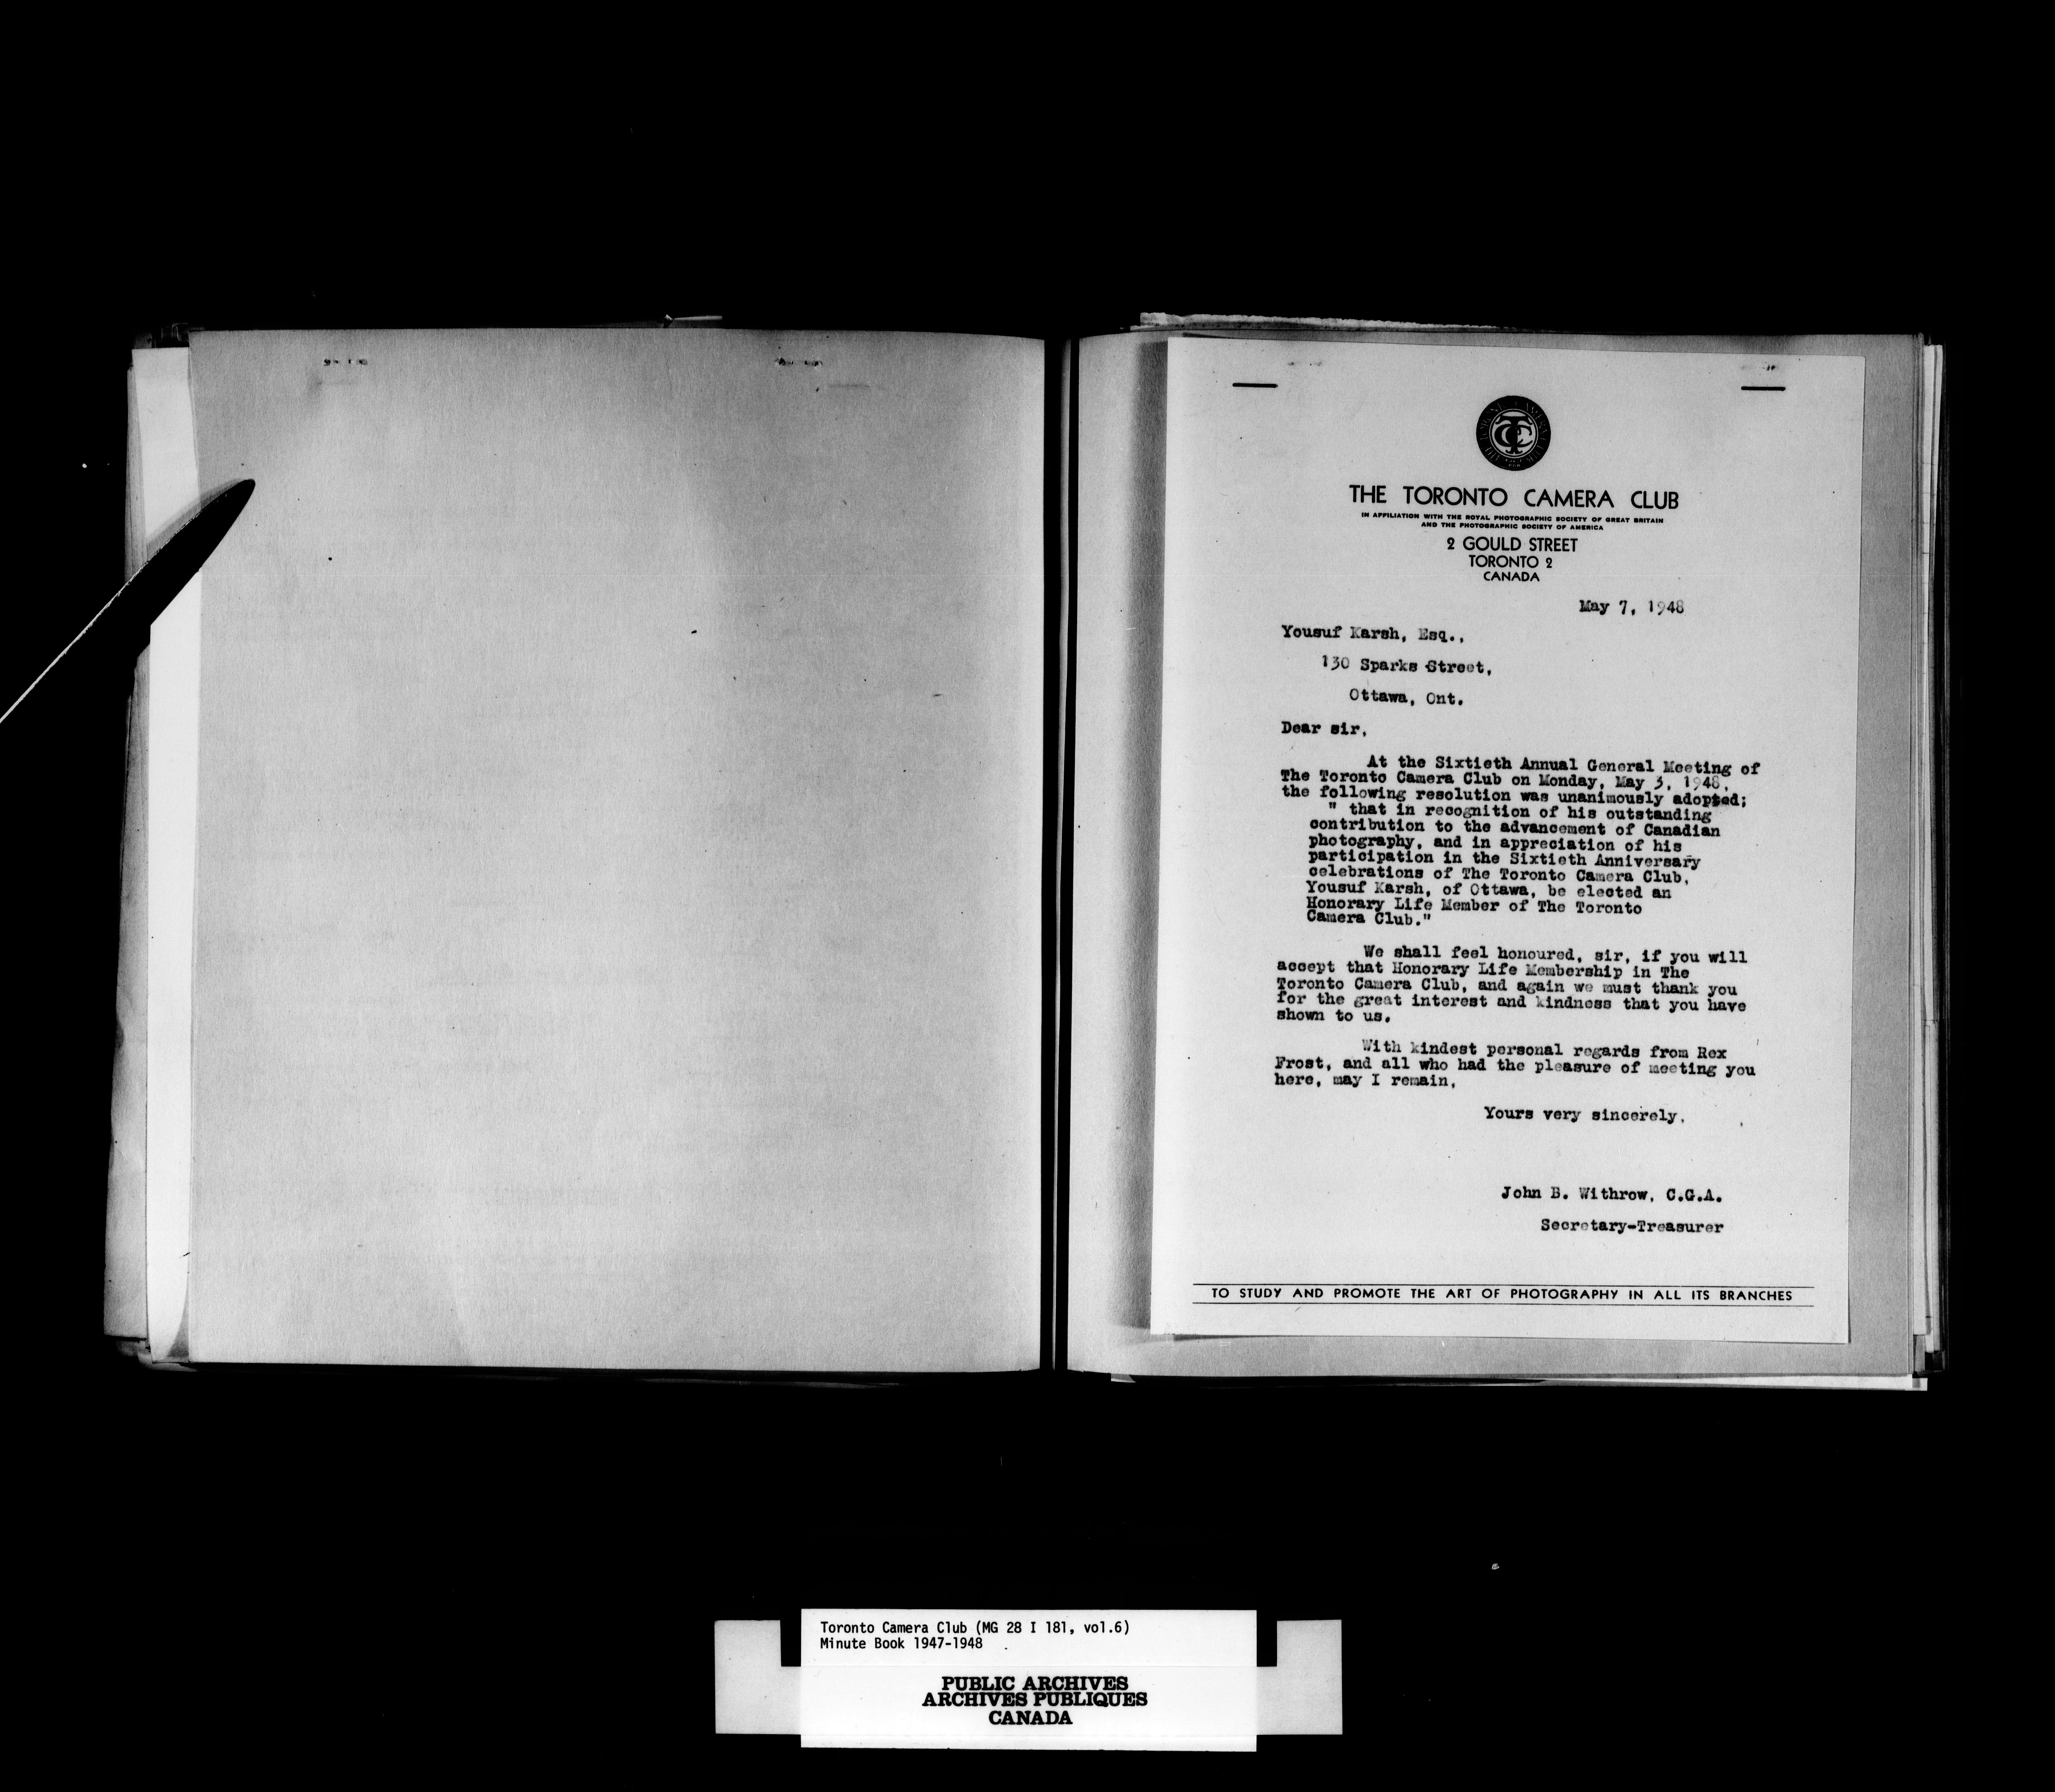 THE TORONTO CAMERA CLUB
IN AFFILIATION WITH THE ROYAL PHOTOGRAPHIC SOCIETY OF GREAT BRITAIN
AND THE PHOTOGRAPHIC SOCIETY OF AMERICA
2 GOULD STREET
TORONTO 2
CANADA
May 7, 1948
Yousuf Karsh, Esq.,
130 Sparks Street,
Ottawa, Ont.
Dear sir,
At the Sixtieth Annual General Meeting of
The Toronto Camera Club on Monday, May 3, 1948,
the following resolution was unanimously adopted;
" that in recognition of his outstanding
contribution to the advancement of Canadian
photography, and in appreciation of his
participation in the Sixtieth Anniversary
celebrations of The Toronto Camera Club,
Yousuf Karsh, of Ottawa, be elected an
Honorary Life Member of The Toronto
Camera Club."
We shall feel honoured, sir, if you will
accept that Honorary Life Membership in The
Toronto Camera Club, and again we must thank you
for the great interest and kindness that you have
shown to us.
With kindest personal regards from Rex
Frost, and all who had the pleasure of meeting you
here, may I remain,
Yours very sincerely,
John B. Withrow, C.G.A.
Secretary-Treasurer
TO STUDY AND PROMOTE THE ART OF PHOTOGRAPHY IN ALL ITS BRANCHES
Toronto Camera Club (MG 28 I 181, vol.6)
Minute Book 1947-1948
PUBLIC ARCHIVES
ARCHIVES PUBLIQUES
CANADA